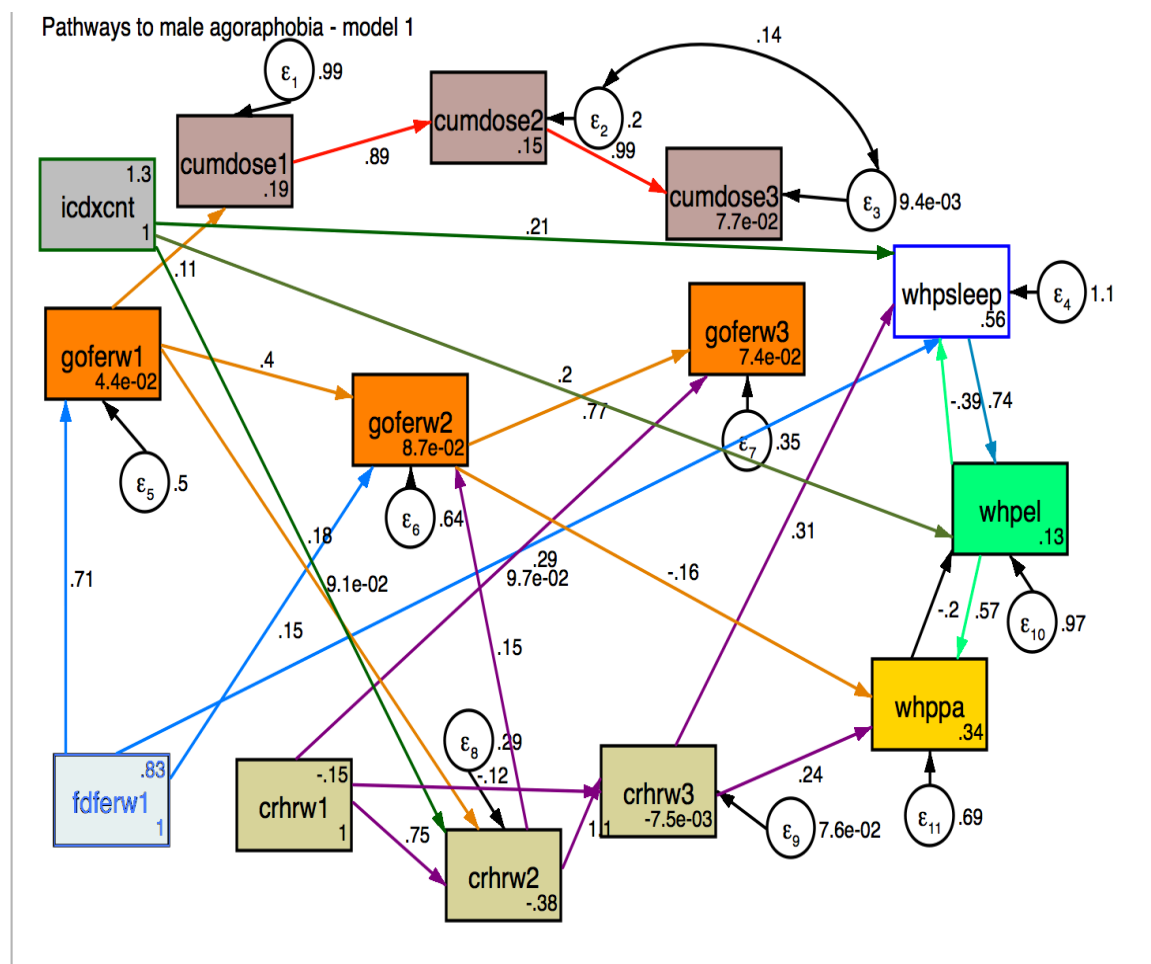 Pathways to male agoraphobia - model 1
.14
ε1 .99
cumdose2
.15
ε2 .2
cumdose1
.19
.89
.99
1.3
icdxcnt
1
cumdose3
7.7e-02
ε3 9.4e-03
.21
.11
whpsleep
.56
ε4 1.1
goferw1
4.4e-02
goferw3
7.4e-02
.4
.2
.77
-.39 .74
goferw2
8.7e-02
ε7 .35
ε5 .5
ε6 .64
whpel
.13
.18
.31
.29
9.7e-02
.71
9.1e-02
-.16
-.2 .57
ε10 .97
.15
.15
whppa
.34
ε8 .29
-.12
.83
fdferw1
1
-.15
crhrw1
1
crhrw3
-7.5e-03
.24
.75
1.1
ε9 7.6e-02
ε11 .69
crhrw2
-.38